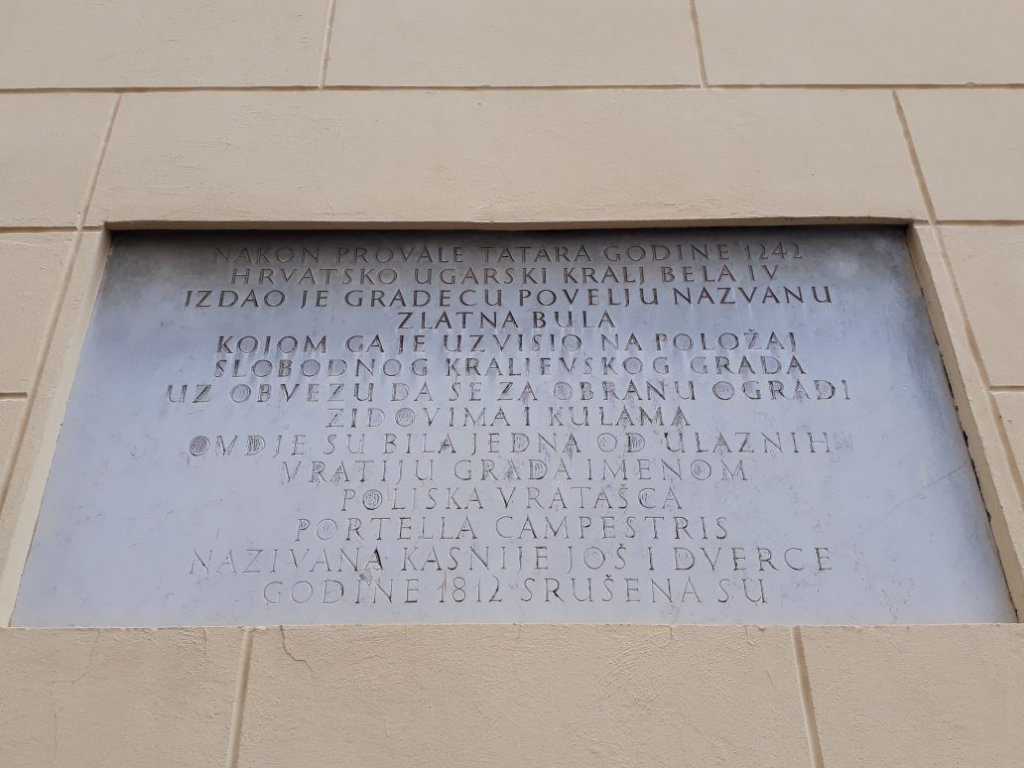 NAKON PROVALE TATARA GODINE 1242
HRVATSKO UGARSKI KRALJ BELA IV
IZDAO JE GRADECU POVELJU NAZVANU
ZLATNA BULA
KOJOM GA JE UZVISIO NA POLOŽAJ
SLOBODNOG KRALJEVSKOG GRADA
UZ OBVEZU DA SE ZA OBRANU OGRADI
ZIDOVIMA I KULAMA
OVDJE SU BILA JEDNA OD ULAZNIH
VRATIJU GRADA IMENOM
POLJSKA VRATAŠCA
PORTELLA CAMPESTRIS
NAZIVANA KASNIJE JOŠ I DVERCE
GODINE 1812 SRUŠENA SU